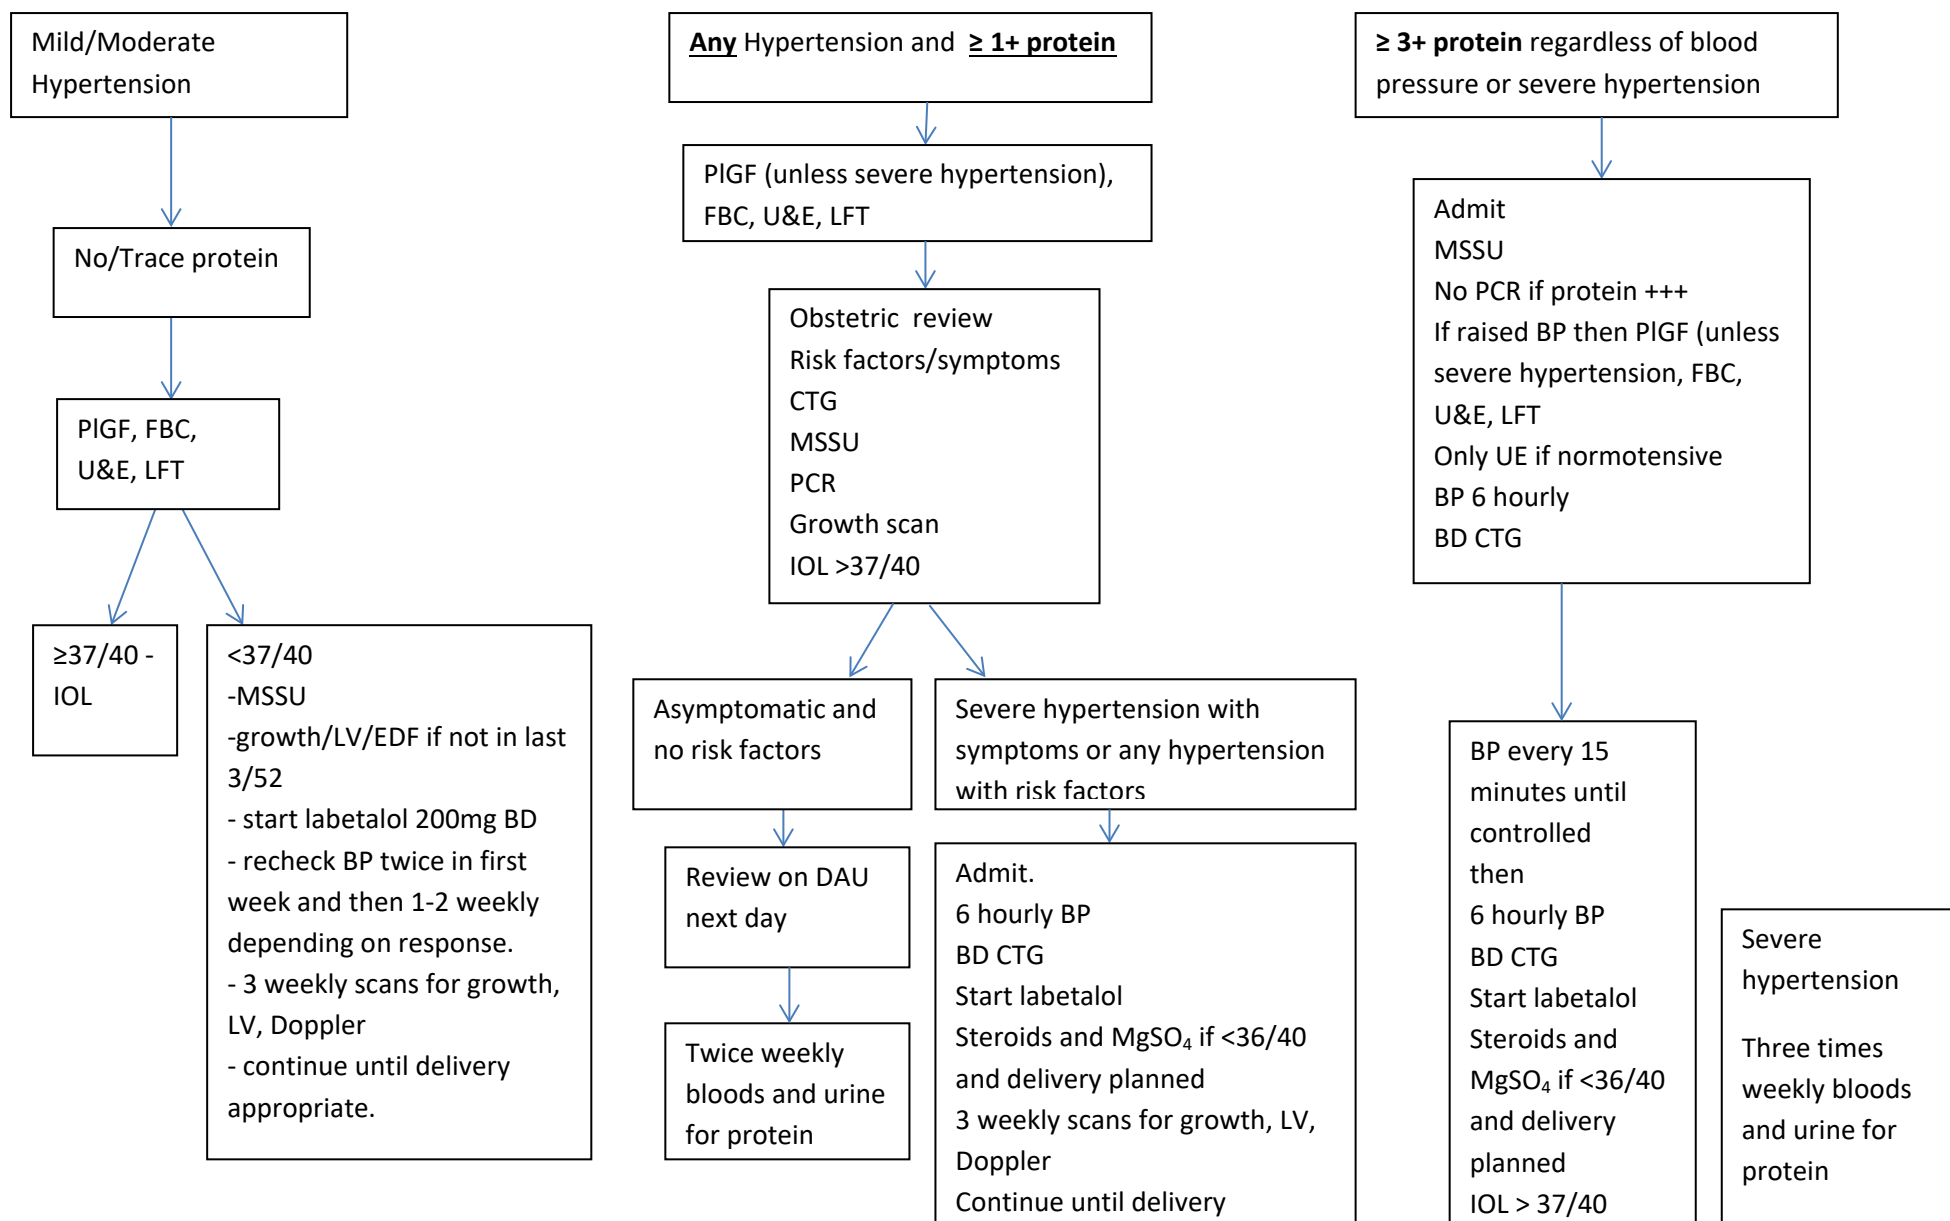 Mild/Moderate
Hypertension
No/Trace protein
PlGF, FBC,
U&E, LFT
≥37/40 -
IOL
<37/40
-MSSU
-growth/LV/EDF if not in last
3/52
- start labetalol 200mg BD
- recheck BP twice in first
week and then 1-2 weekly
depending on response.
- 3 weekly scans for growth,
LV, Doppler
- continue until delivery
appropriate.
Any Hypertension and ≥ 1+ protein
PlGF (unless severe hypertension),
FBC, U&E, LFT
Obstetric review
Risk factors/symptoms
CTG
MSSU
PCR
Growth scan
IOL >37/40
Asymptomatic and
no risk factors
Review on DAU
next day
Twice weekly
bloods and urine
for protein
Severe hypertension with
symptoms or any hypertension
with risk factors
Admit.
6 hourly BP
BD CTG
Start labetalol
Steroids and MgSO₄ if <36/40
and delivery planned
3 weekly scans for growth, LV,
Doppler
Continue until delivery
≥ 3+ protein regardless of blood
pressure or severe hypertension
Admit
MSSU
No PCR if protein +++
If raised BP then PlGF (unless
severe hypertension, FBC,
U&E, LFT
Only UE if normotensive
BP 6 hourly
BD CTG
BP every 15
minutes until
controlled
then
6 hourly BP
BD CTG
Start labetalol
Steroids and
MgSO₄ if <36/40
and delivery
planned
IOL > 37/40
Severe
hypertension
Three times
weekly bloods
and urine for
protein